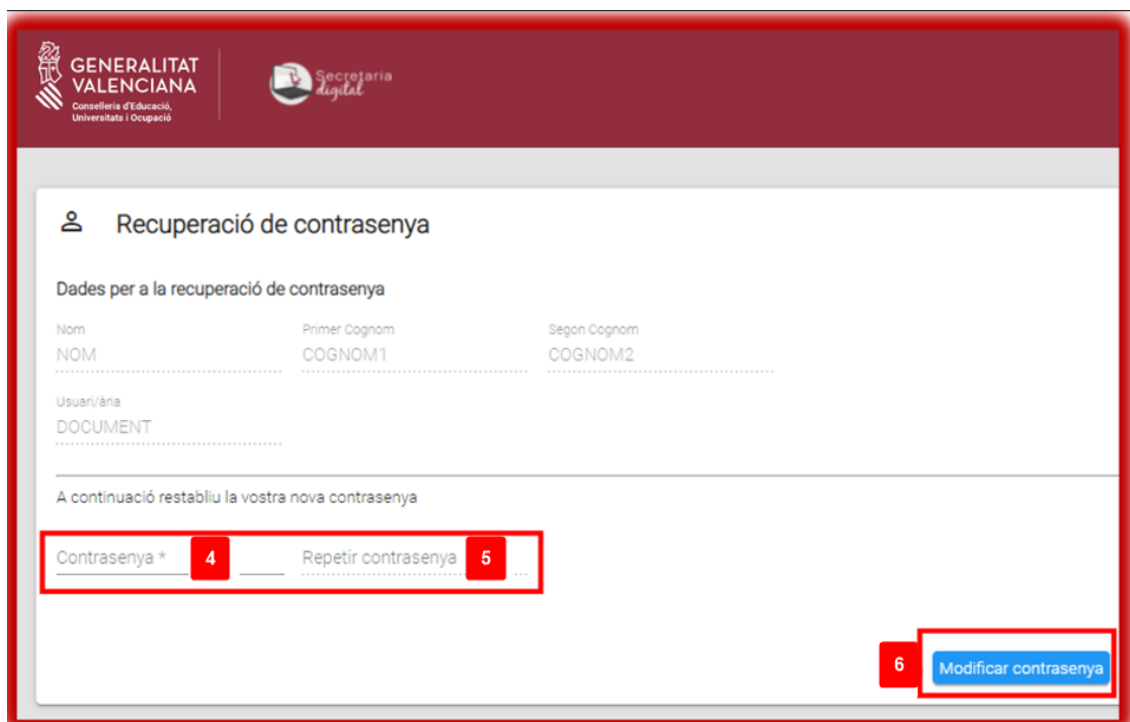 GENERALITAT
VALENCIANA
Conselleria d'Educació,
Universitats i Ocupació
Secretaria
digital
Recuperació de contrasenya
Dades per a la recuperació de contrasenya
Nom Primer Cognom Segon Cognom
NOM COGNOM1 COGNOM2
Usuari/ària
DOCUMENT
A continuació restabliu la vostra nova contrasenya
Contrasenya * 4 Repetir contrasenya 5
6 Modificar contrasenya